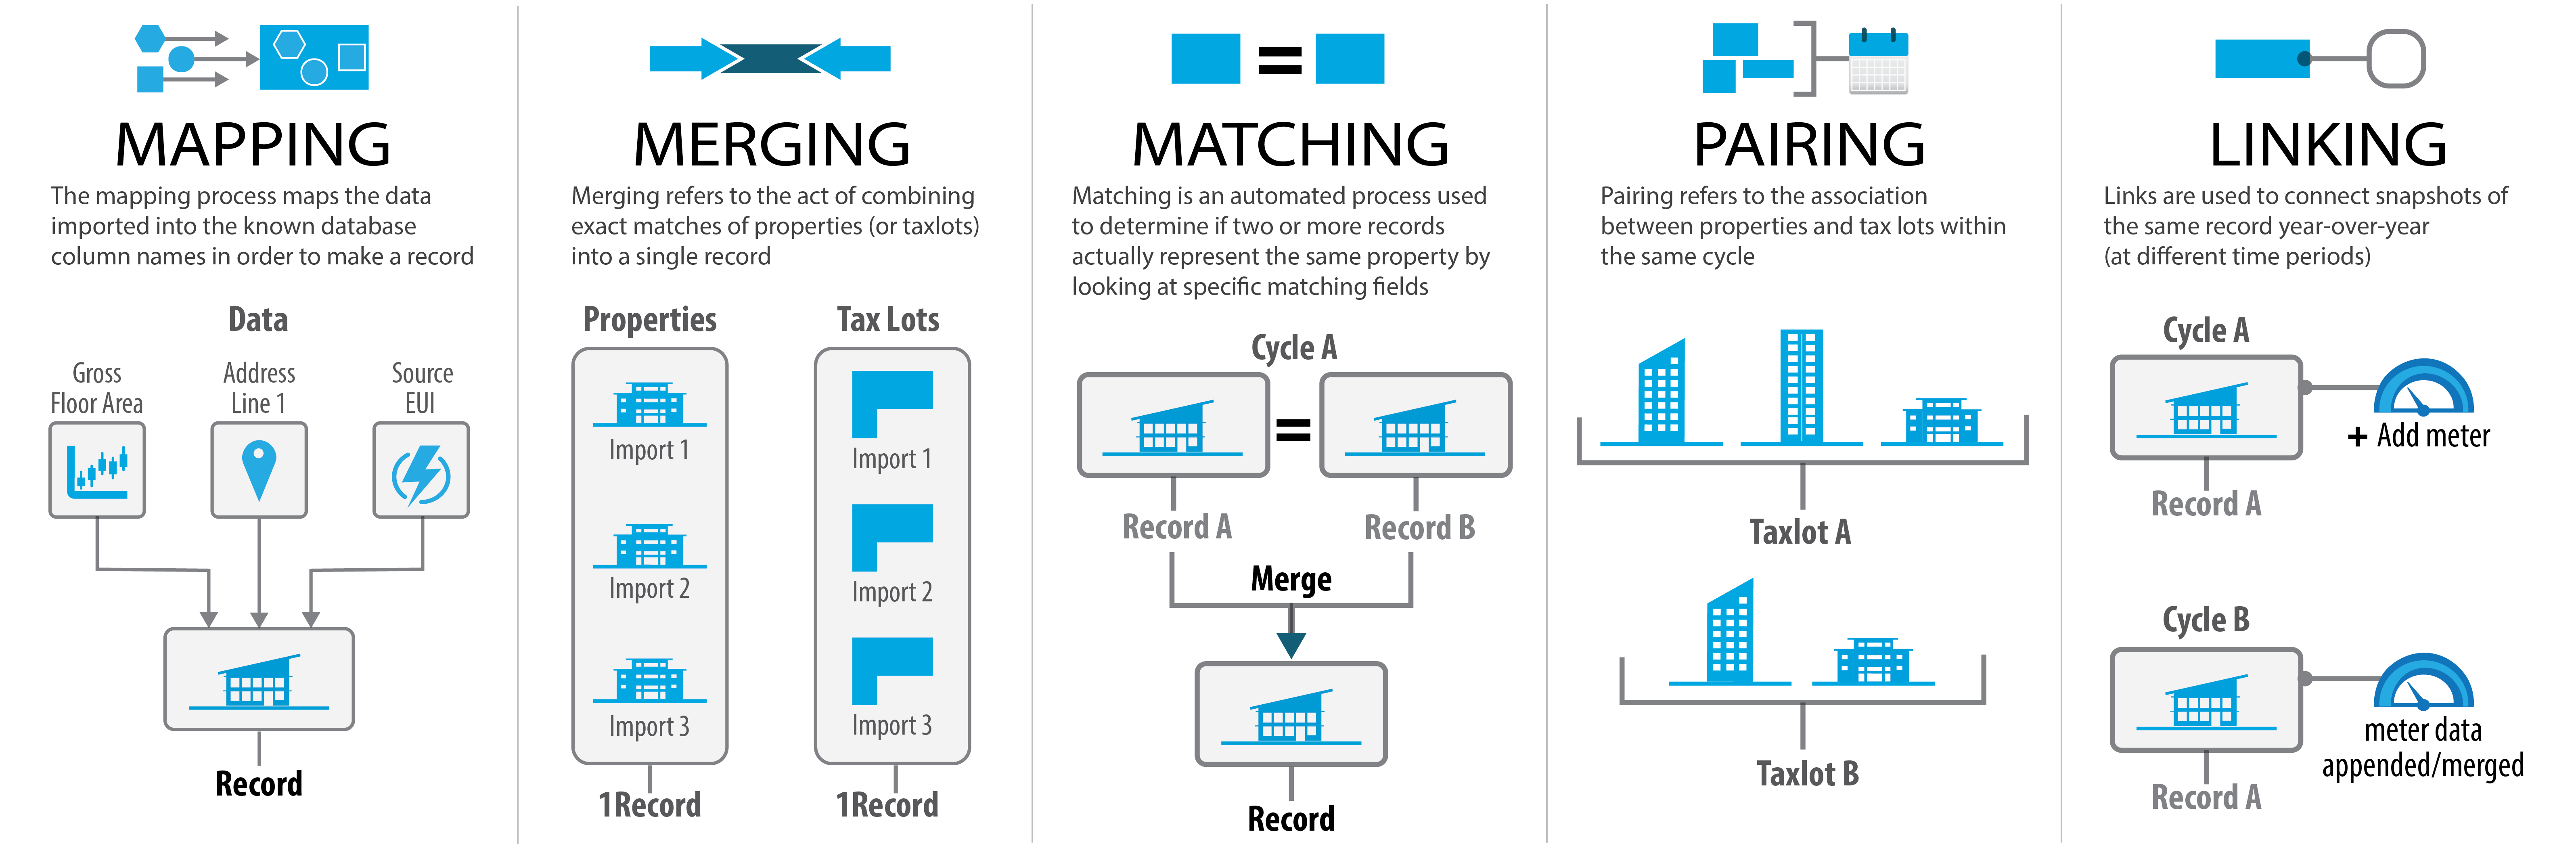 MAPPING
The mapping process maps the data
imported into the known database
column names in order to make a record
Data
Gross
Floor Area
Address
Line 1
Source
EUI
Record
MERGING
Merging refers to the act of combining
exact matches of properties (or taxlots)
into a single record
Properties
Import 1
Import 2
Import 3
1Record
Tax Lots
Import 1
Import 2
Import 3
1Record
MATCHING
Matching is an automated process used
to determine if two or more records
actually represent the same property by
looking at specific matching fields
Cycle A
=
Record A
Record B
Merge
Record
PAIRING
Pairing refers to the association
between properties and tax lots within
the same cycle
Taxlot A
Taxlot B
LINKING
Links are used to connect snapshots of
the same record year-over-year
(at different time periods)
Cycle A
+ Add meter
Record A
Cycle B
meter data
appended/merged
Record A